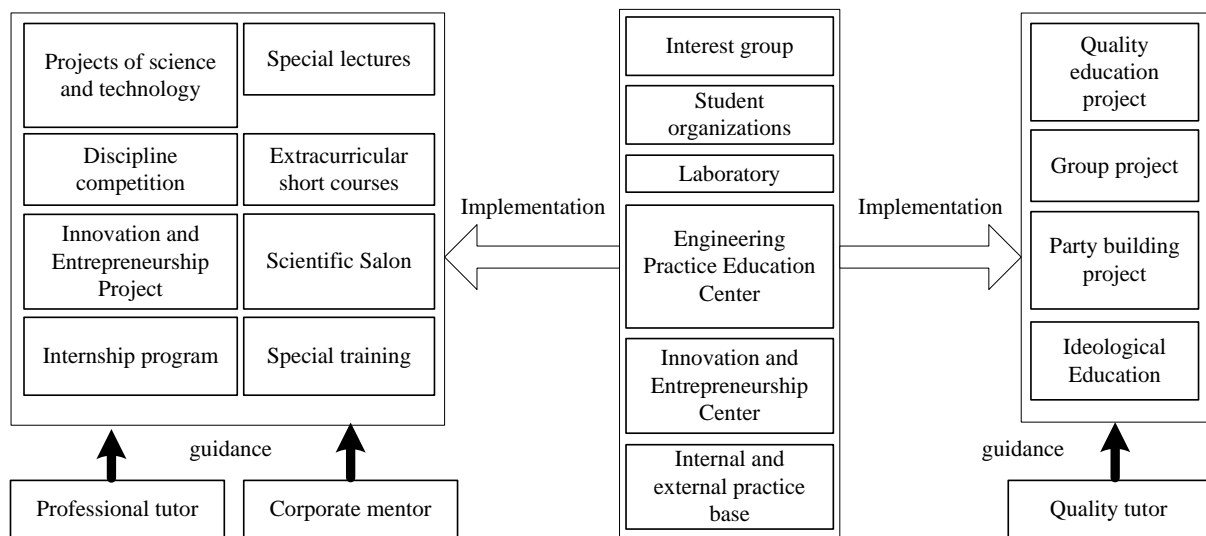 Projects of science
and technology
Special lectures
Discipline
competition
Extracurricular
short courses
Innovation and
Entrepreneurship
Project
Scientific Salon
Internship program
Special training
guidance
Professional tutor
Corporate mentor
Implementation
Interest group
Student
organizations
Laboratory
Engineering
Practice Education
Center
Innovation and
Entrepreneurship
Center
Internal and
external practice
base
Implementation
Quality
education
project
Group project
Party building
project
Ideological
Education
guidance
Quality tutor